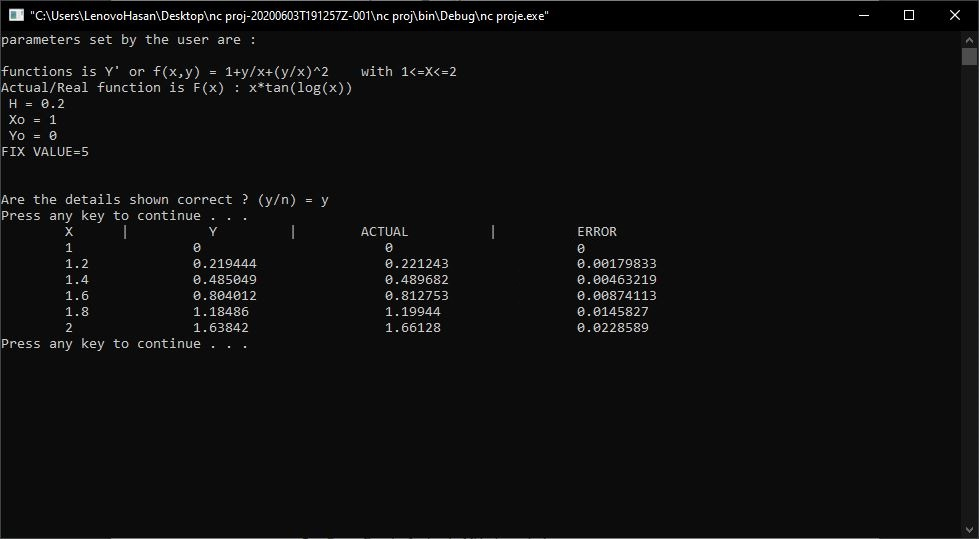 "C:\Users\LenovoHasan\Desktop\nc proj-20200603T191257Z-001\nc proj\bin\Debug\nc proje.exe"
parameters set by the user are :
functions is Y' or f(x,y) = 1+y/x+(y/x)^2 with 1<=X<=2
Actual/Real function is F(x) : x*tan(log(x))
H = 0.2
Xo = 1
Yo = 0
FIX VALUE=5
Are the details shown correct ? (y/n) = y
Press any key to continue . . .
X | Y | ACTUAL | ERROR
1 0 0 0
1.2 0.219444 0.221243 0.00179833
1.4 0.485049 0.489682 0.00463219
1.6 0.804012 0.812753 0.00874113
1.8 1.18486 1.19944 0.0145827
2 1.63842 1.66128 0.0228589
Press any key to continue . . .